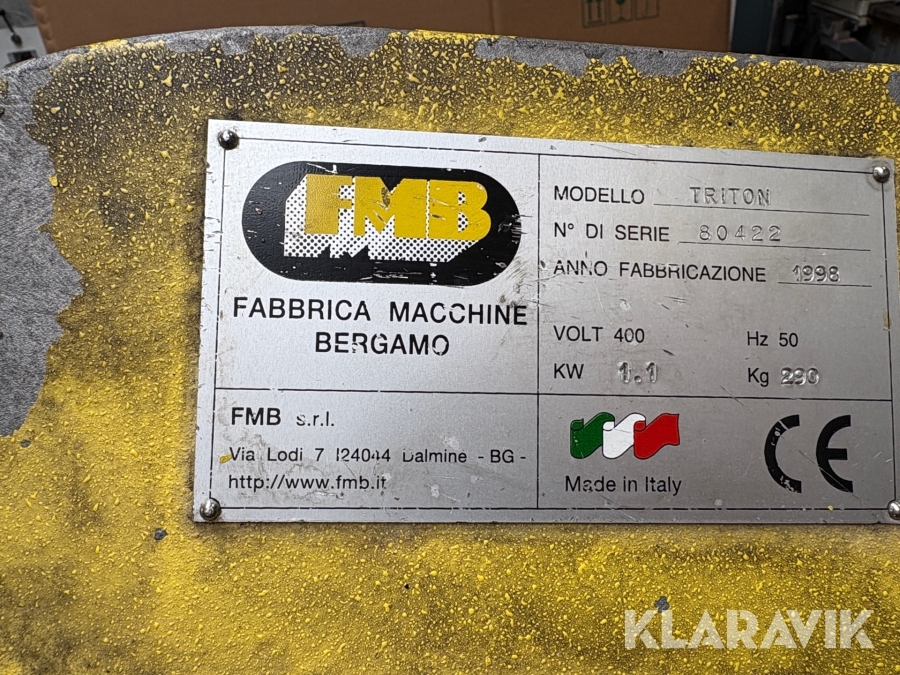 FMB
FABBRICA MACCHINE
BERGAMO
MODELLO TRITON
N° DI SERIE 80422
ANNO FABBRICAZIONE 1998
VOLT 400 Hz 50
KW 1.1 Kg 290
FMB s.r.l.
Via Lodi 7 I24044 Dalmine - BG -
http://www.fmb.it
Made in Italy
CE
KLARAVIK